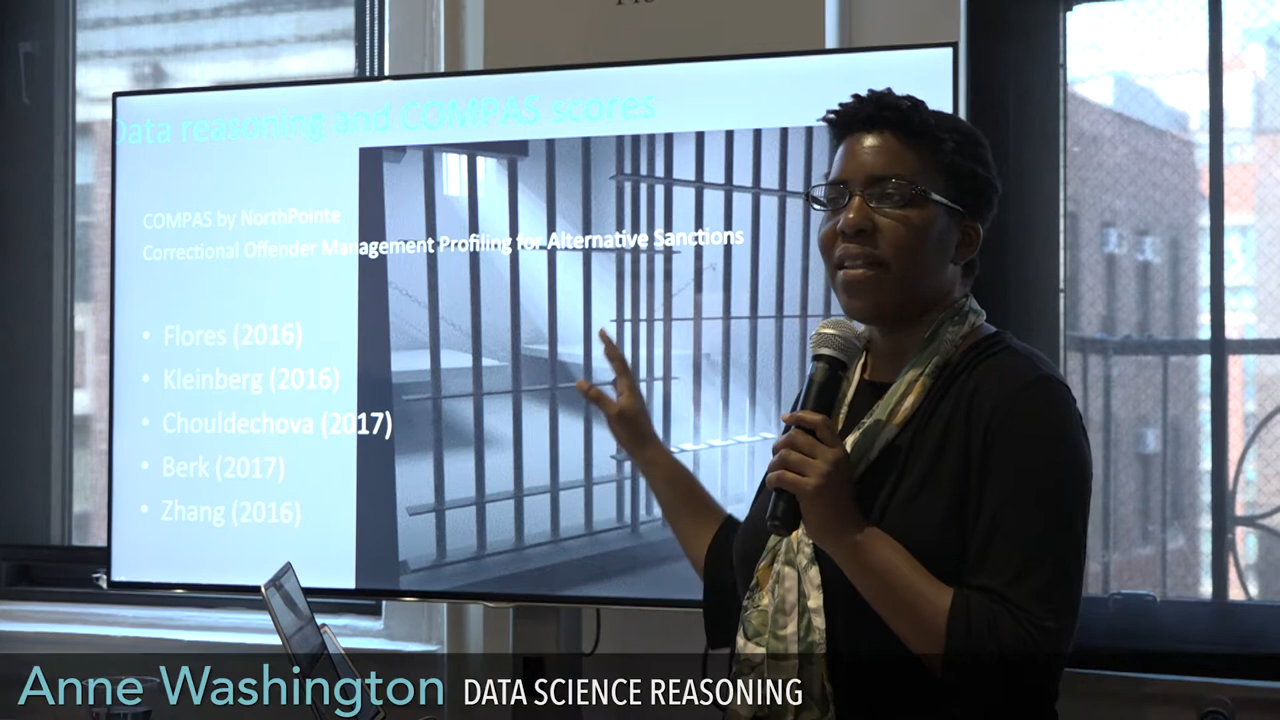 Data reasoning and COMPAS scores
COMPAS by NorthPointe
Correctional Offender Management Profiling for Alternative Sanctions
• Flores (2016)
• Kleinberg (2016)
• Chouldechova (2017)
• Berk (2017)
• Zhang (2016)
Anne Washington DATA SCIENCE REASONING